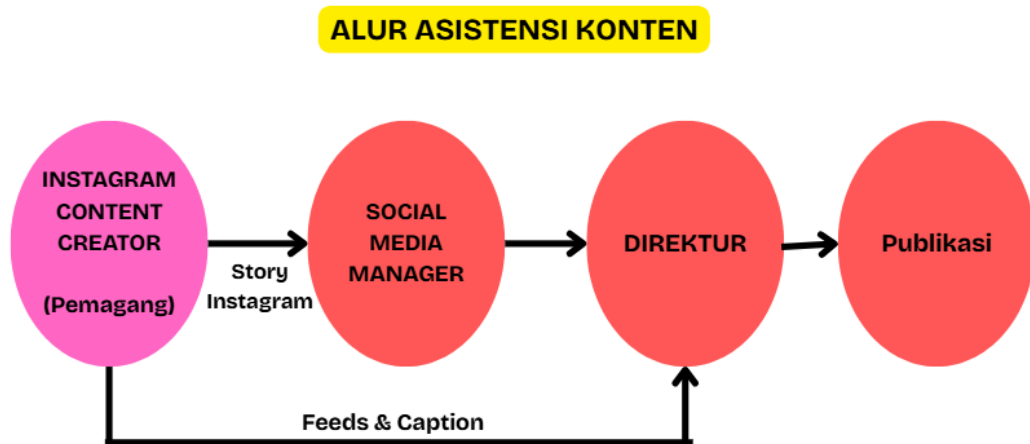 ALUR ASISTENSI KONTEN
INSTAGRAM
CONTENT
CREATOR
(Pemagang)
Story
Instagram
SOCIAL
MEDIA
MANAGER
DIREKTUR
Publikasi
Feeds & Caption